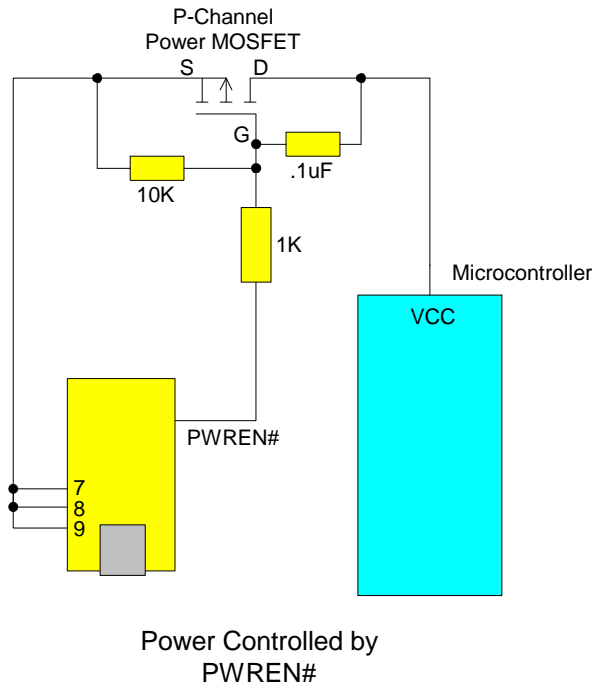 P-Channel
Power MOSFET
S D
G
.1uF
10K
1K
Microcontroller
VCC
PWREN#
7
8
9
Power Controlled by
PWREN#